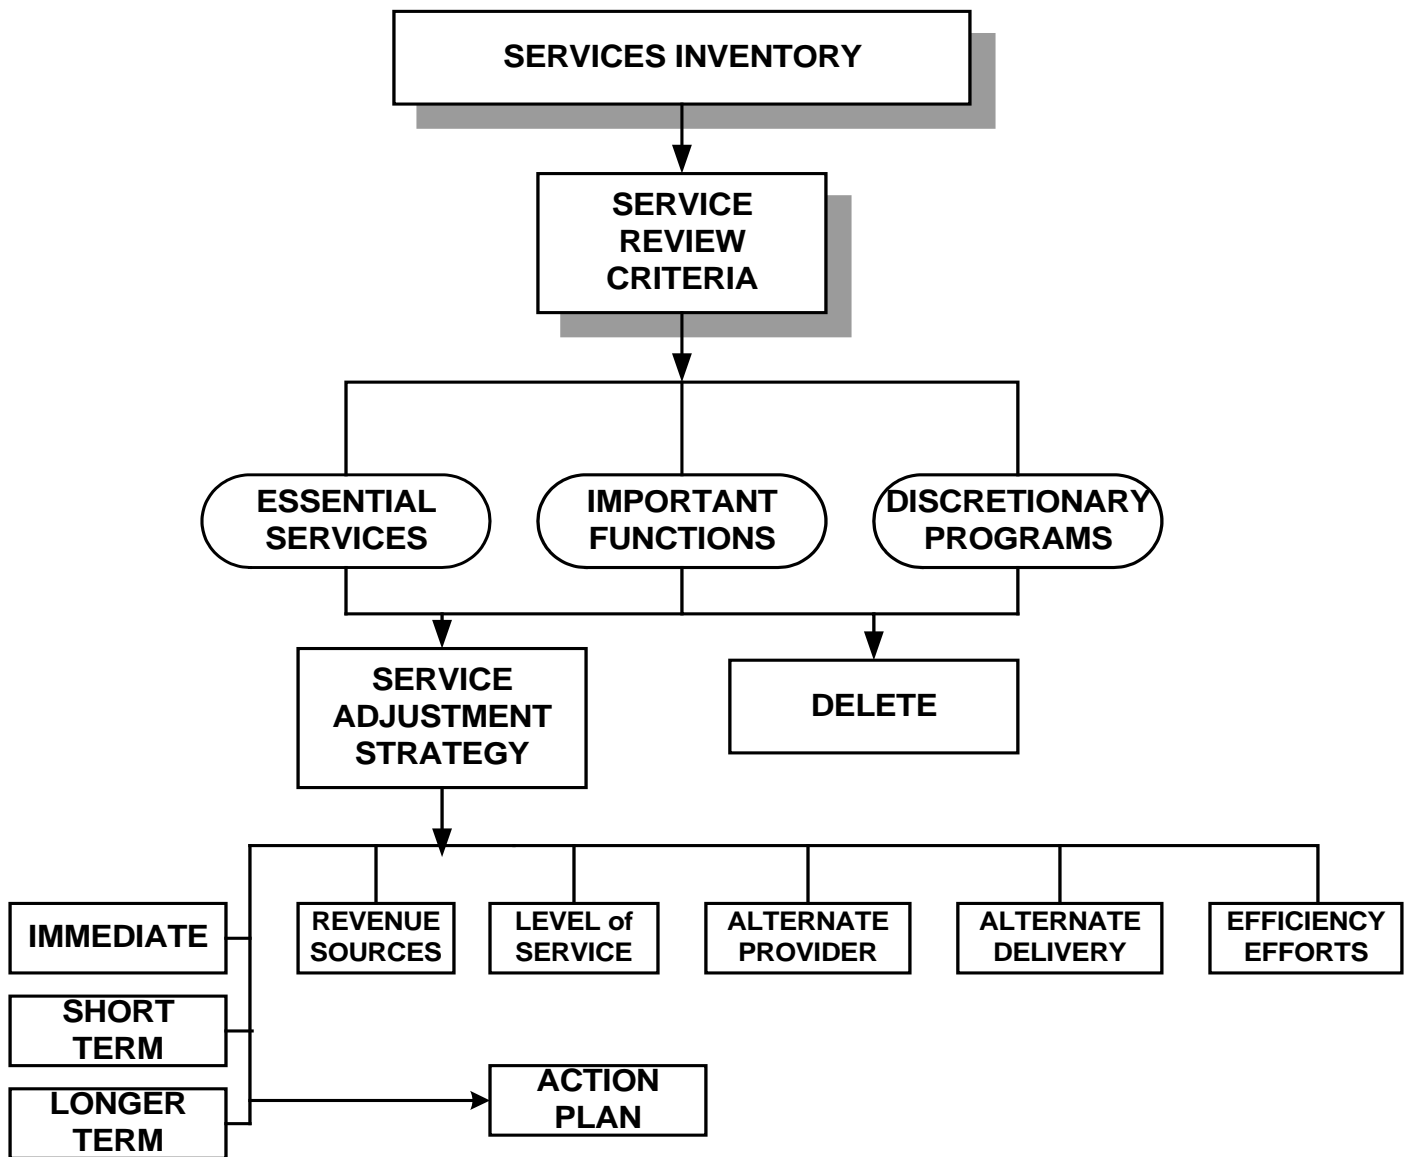 SERVICES INVENTORY
SERVICE
REVIEW
CRITERIA
ESSENTIAL
SERVICES
IMPORTANT
FUNCTIONS
DISCRETIONARY
PROGRAMS
SERVICE
ADJUSTMENT
STRATEGY
DELETE
IMMEDIATE
REVENUE
SOURCES
LEVEL of
SERVICE
ALTERNATE
PROVIDER
ALTERNATE
DELIVERY
EFFICIENCY
EFFORTS
SHORT
TERM
LONGER
TERM
ACTION
PLAN